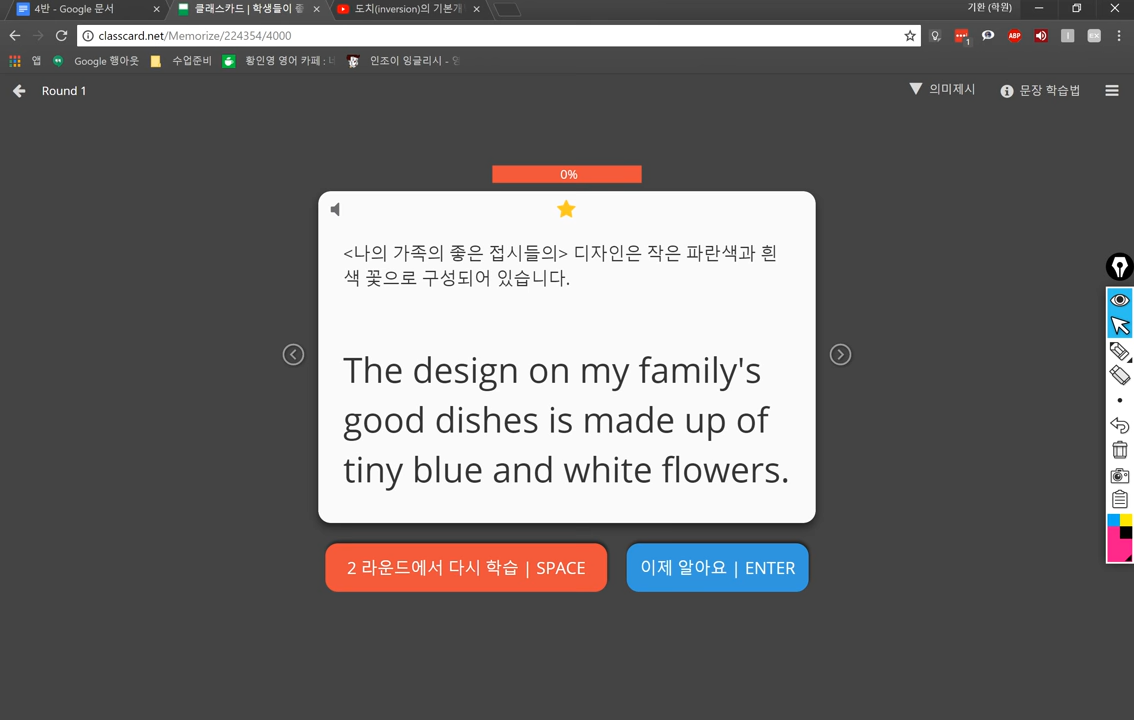 4반 - Google 문서
클래스카드 | 학생들이 좋
도치(inversion)의 기본개
기환 (학원)
classcard.net/Memorize/224354/4000
1
ABP
앱
Google 행아웃
수업준비
황인영 영어 카페 : 네
인조이 잉글리시 -
Round 1
의미제시
문장 학습법
0%
<나의 가족의 좋은 접시들의> 디자인은 작은 파란색과 흰
색 꽃으로 구성되어 있습니다.
The design on my family's
good dishes is made up of
tiny blue and white flowers.
2 라운드에서 다시 학습 | SPACE
이제 알아요 | ENTER